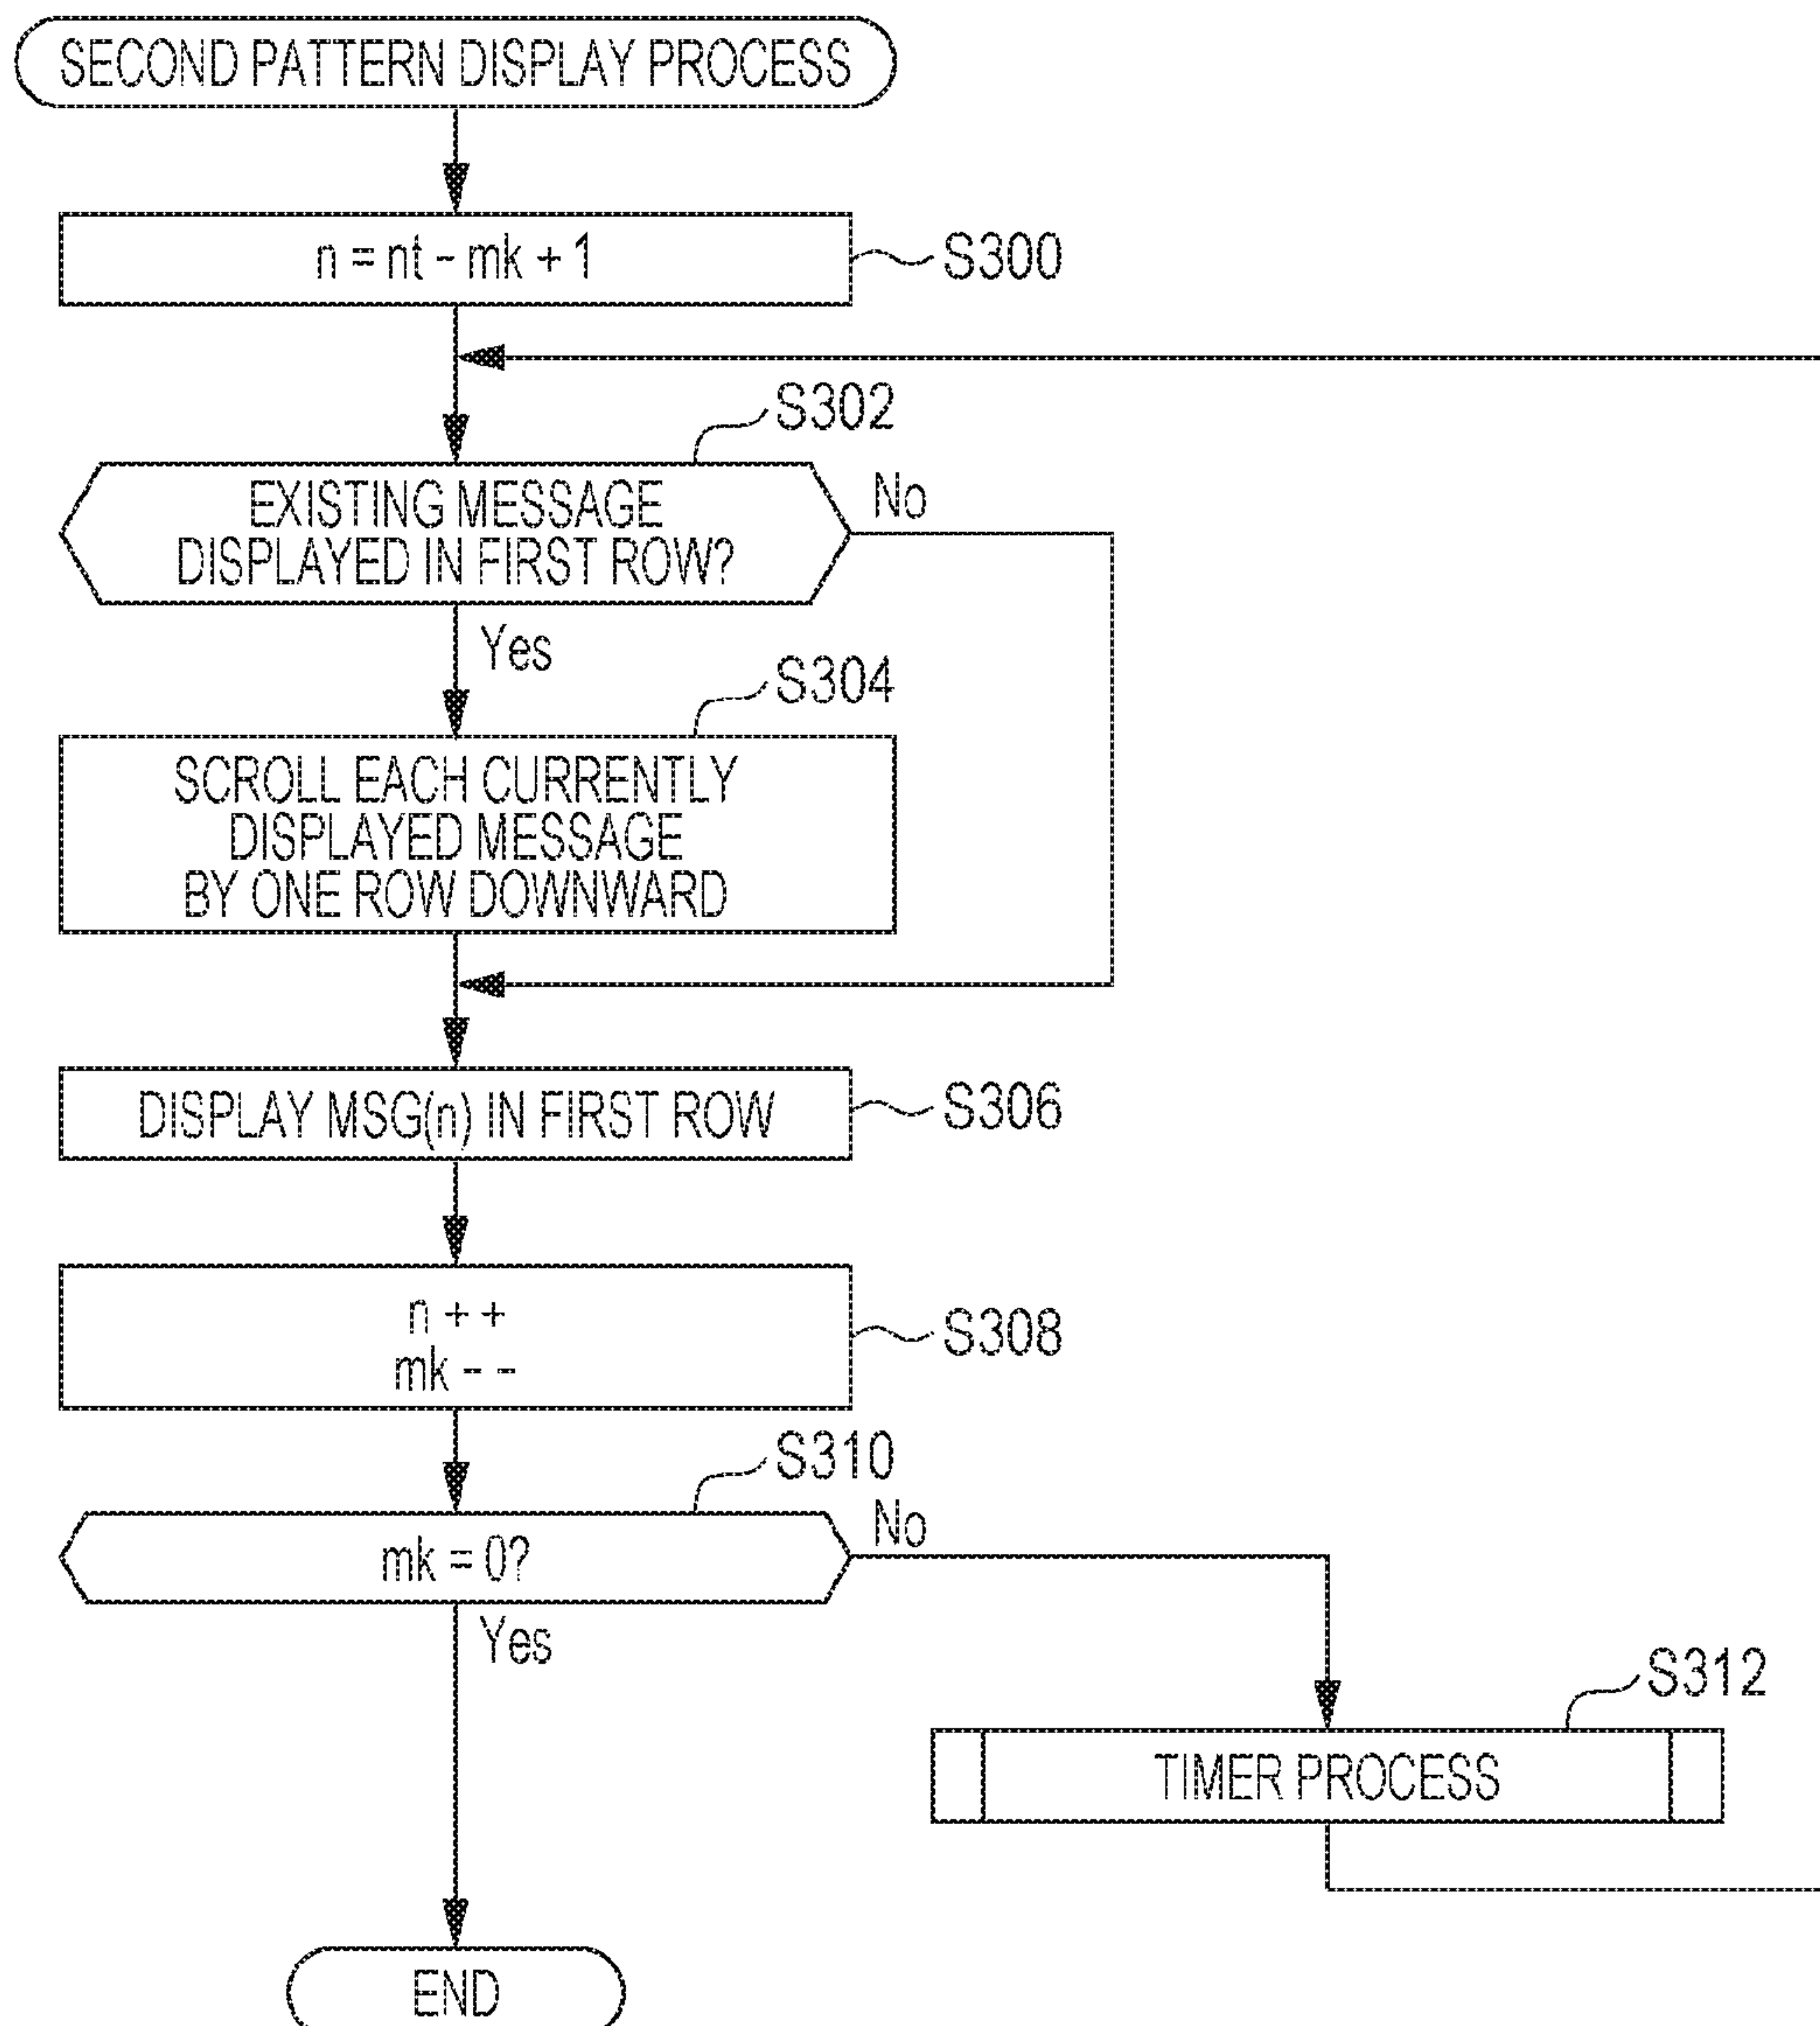 SECOND PATTERN DISPLAY PROCESS
n = nt - mk + 1
S300
S302
EXISTING MESSAGE
DISPLAYED IN FIRST ROW?
No
Yes
S304
SCROLL EACH CURRENTLY
DISPLAYED MESSAGE
BY ONE ROW DOWNWARD
DISPLAY MSG(n) IN FIRST ROW
S306
n + +
mk - -
S308
S310
mk = 0?
No
Yes
S312
TIMER PROCESS
END